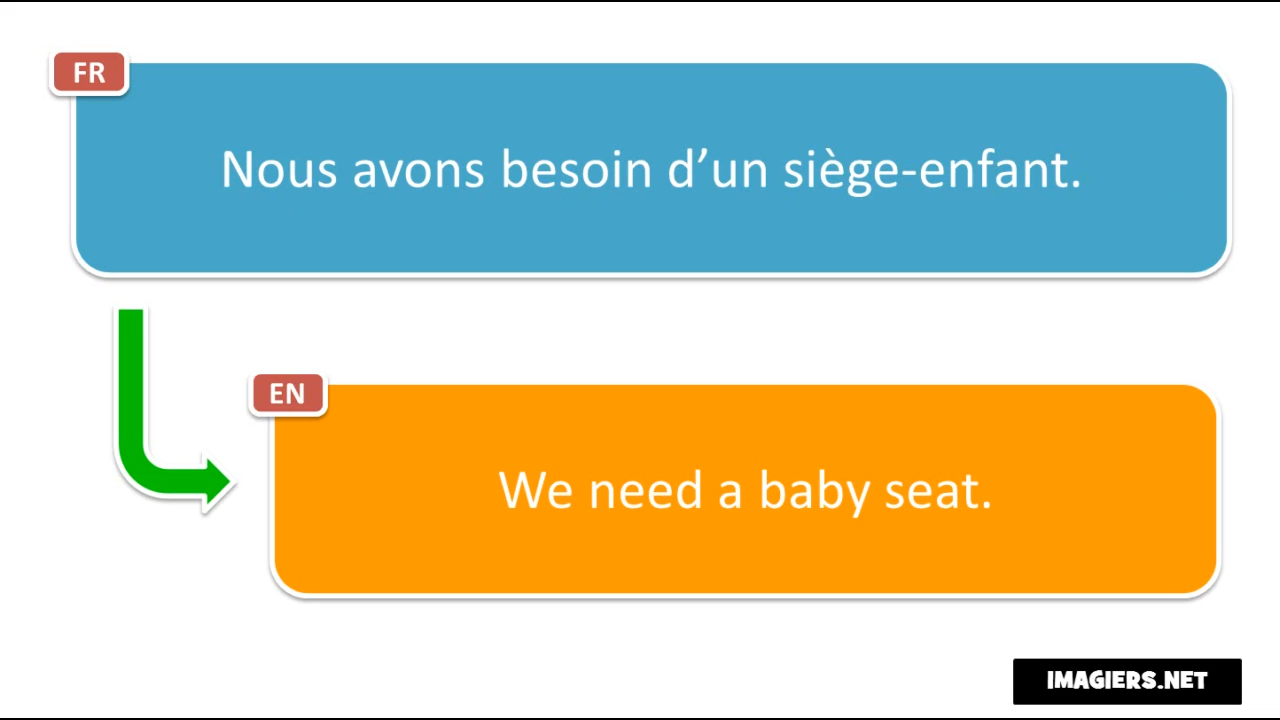 FR
Nous avons besoin d’un siège-enfant.
EN
We need a baby seat.
IMAGIERS.NET